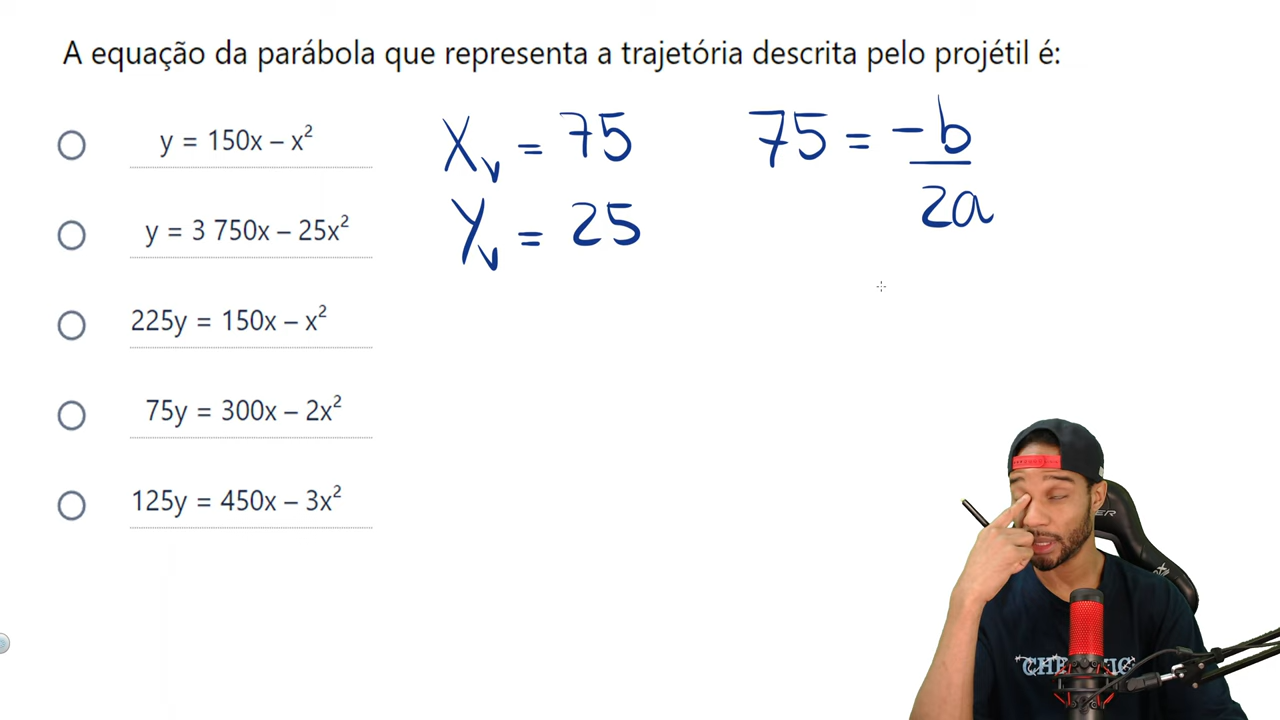 A equação da parábola que representa a trajetória descrita pelo projétil é:
y = 150x – x²
y = 3 750x – 25x²
225y = 150x – x²
75y = 300x – 2x²
125y = 450x – 3x²
Xv = 75
Yv = 25
75 = -b
2a